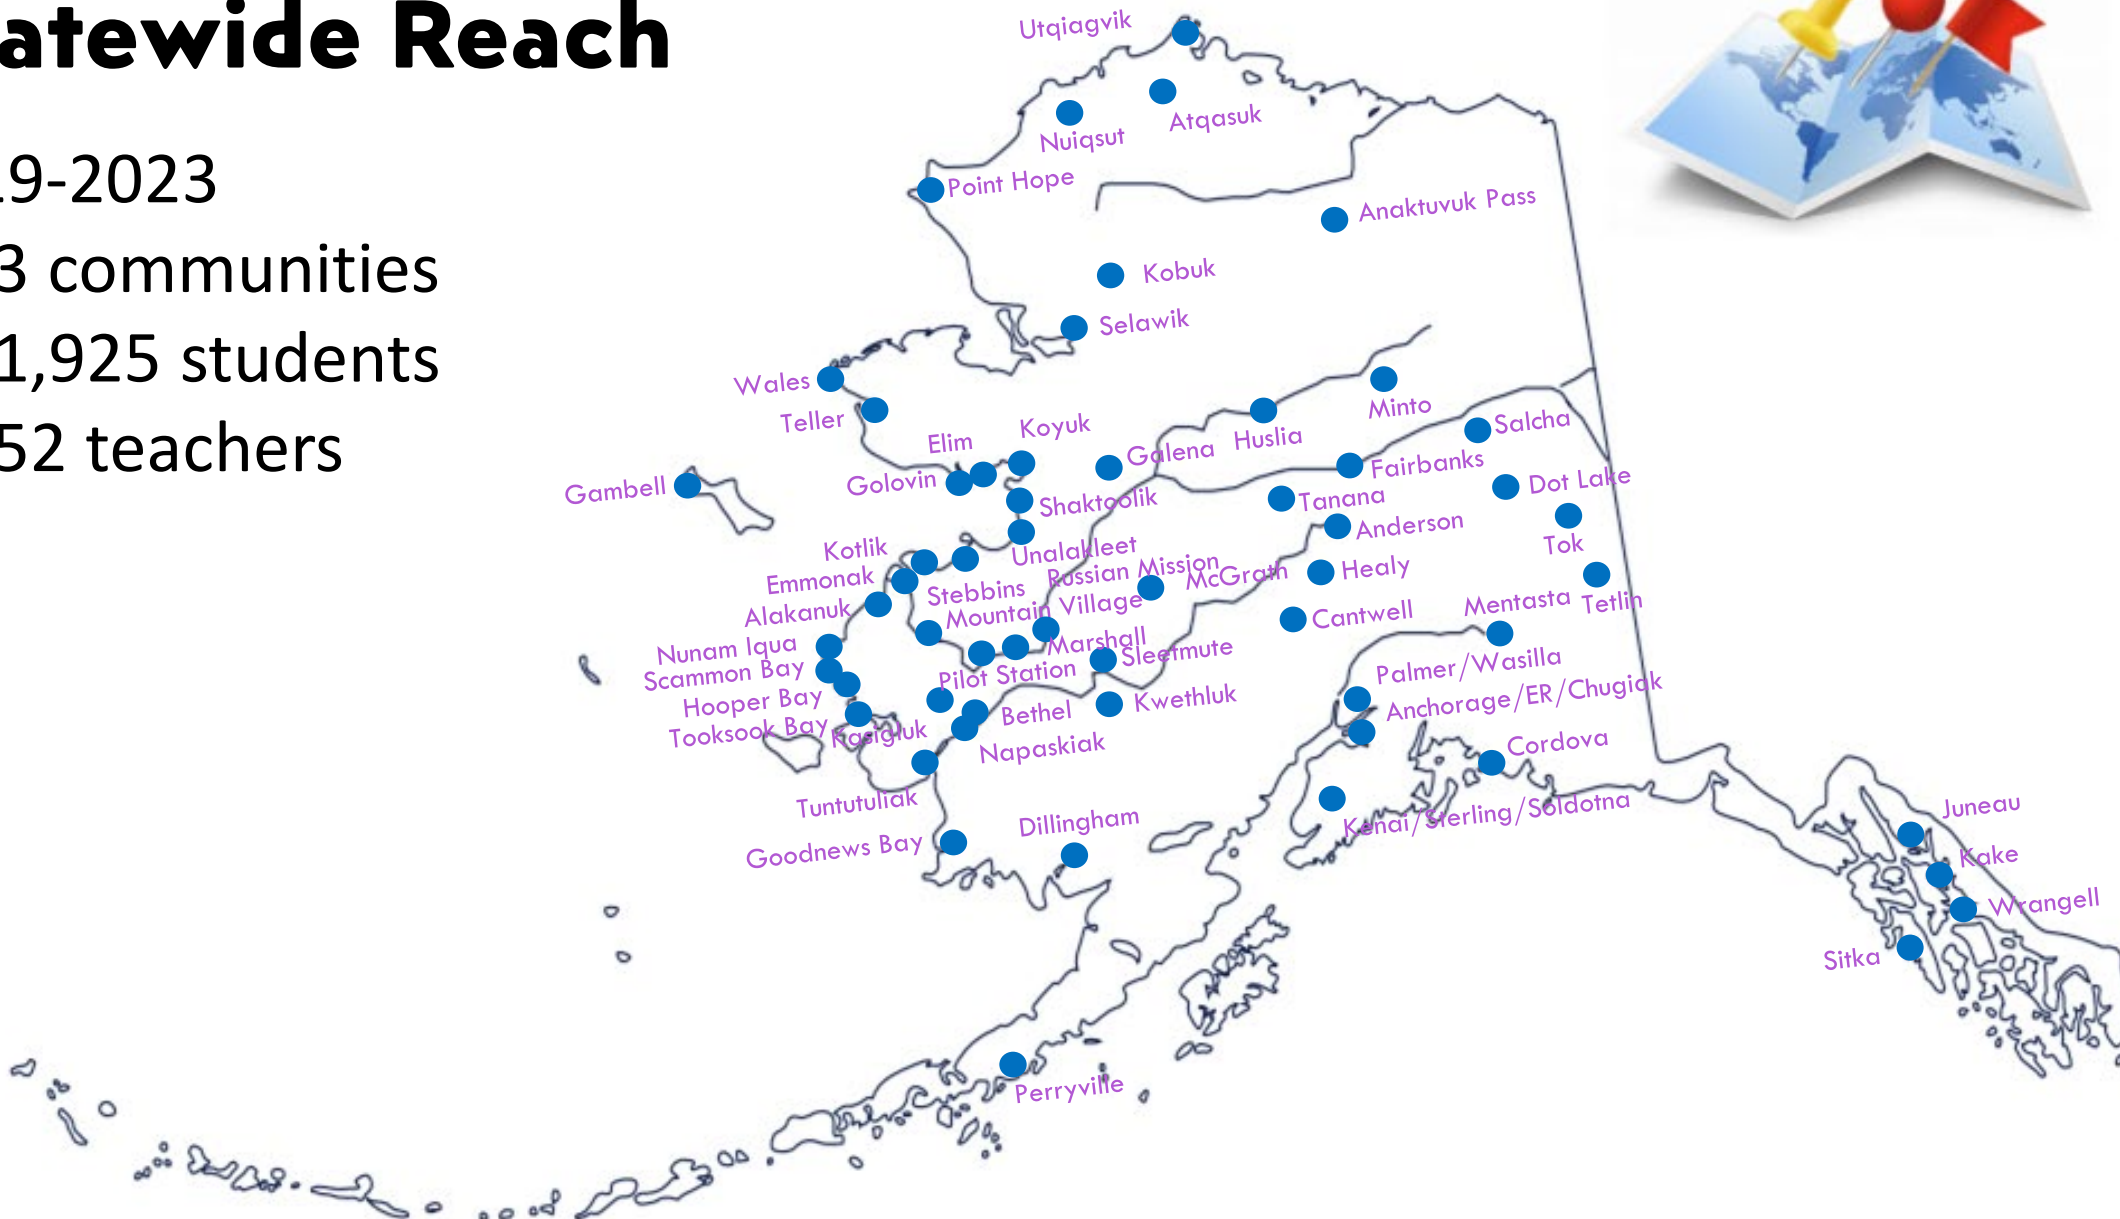 atewide Reach
19-2023
3 communities
1,925 students
52 teachers
Utqiagvik
Atqasuk
Nuiqsut
Point Hope
Anaktuvuk Pass
Kobuk
Selawik
Wales
Teller
Minto
Salcha
Koyuk
Elim
Galena
Huslia
Fairbanks
Golovin
Gambell
Dot Lake
Shaktoolik
Tanana
Anderson
Tok
Kotlik
Unalakleet
Emmonak
Russian Mission
McGrath
Healy
Stebbins
Alakanuk
Mountain Village
Cantwell
Mentasta
Tetlin
Nunam Iqua
Marshall
Sleetmute
Scammon Bay
Pilot Station
Palmer/Wasilla
Hooper Bay
Kwethluk
Anchorage/ER/Chugiak
Tooksook Bay
Kasigluk
Bethel
Napaskiak
Cordova
Tuntutuliak
Dillingham
Kenai/Sterling/Soldotna
Juneau
Goodnews Bay
Kake
Wrangell
Sitka
Perryville